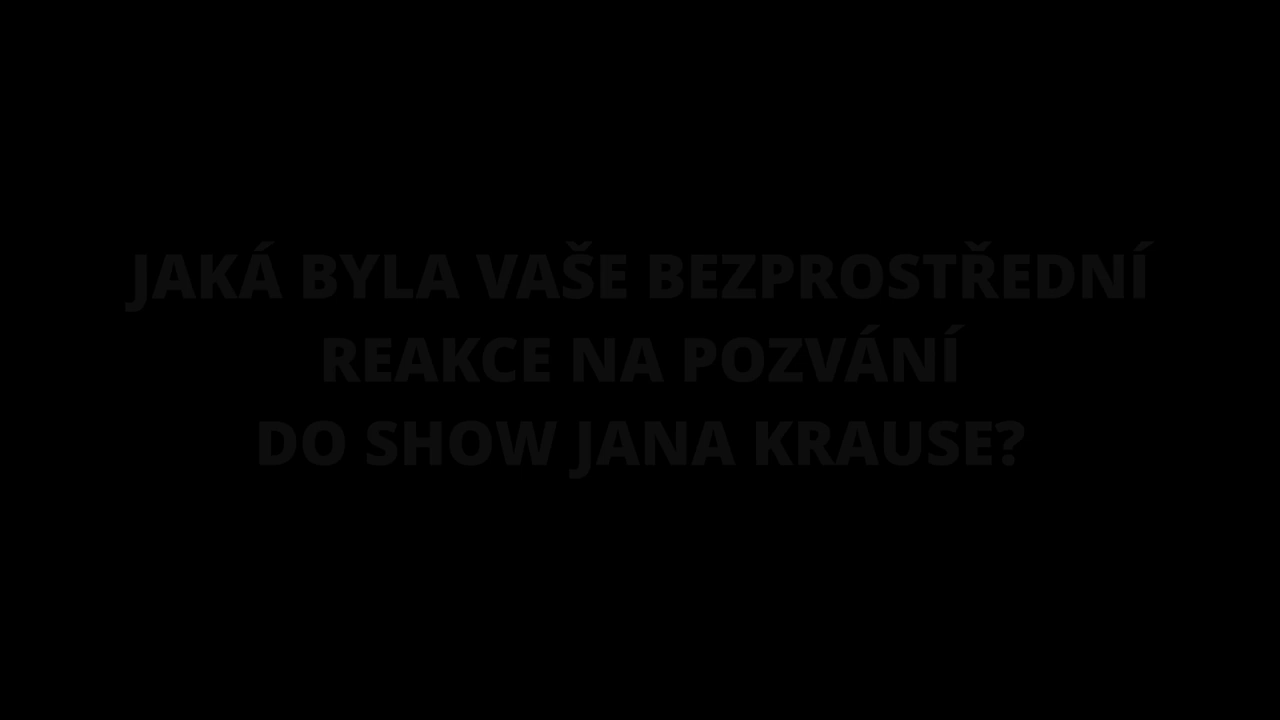 JAKÁ BYLA VAŠE BEZPROSTŘEDNÍ
REAKCE NA POZVÁNÍ
DO SHOW JANA KRAUSE?